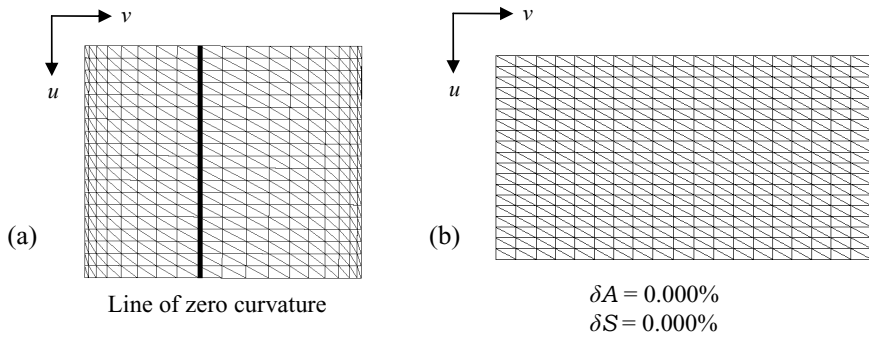 v
u
(a)
Line of zero curvature
v
u
(b)
δA = 0.000%
δS = 0.000%